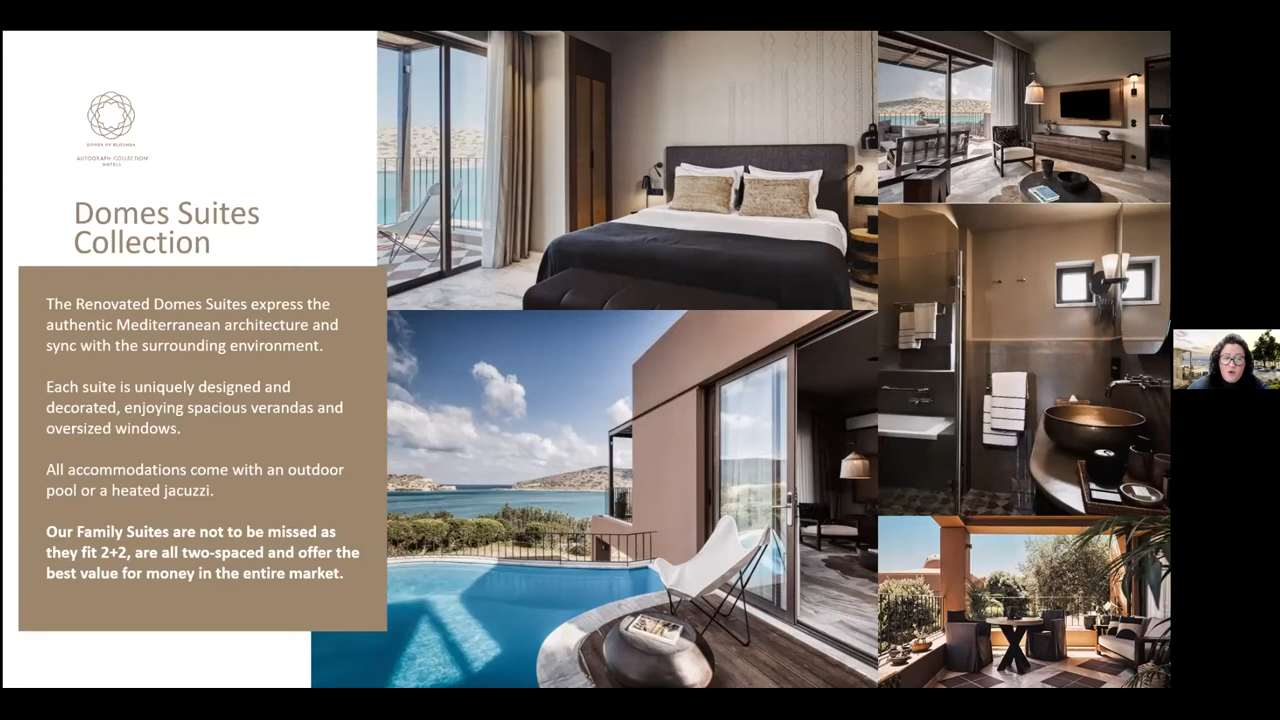 DOMES OF ELOUNDA
AUTOGRAPH COLLECTION®
HOTELS
Domes Suites
Collection
The Renovated Domes Suites express the
authentic Mediterranean architecture and
sync with the surrounding environment.
Each suite is uniquely designed and
decorated, enjoying spacious verandas and
oversized windows.
All accommodations come with an outdoor
pool or a heated jacuzzi.
Our Family Suites are not to be missed as
they fit 2+2, are all two-spaced and offer the
best value for money in the entire market.